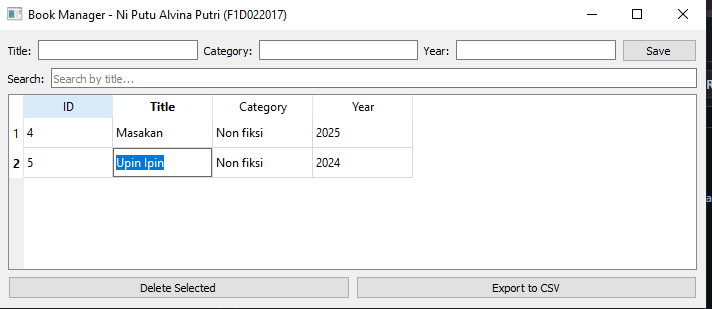 Book Manager - Ni Putu Alvina Putri (F1D022017)
Title: Category: Year: Save
Search: Search by title...
ID Title Category Year
1 4 Masakan Non fiksi 2025
2 5 Upin Ipin Non fiksi 2024
Delete Selected Export to CSV